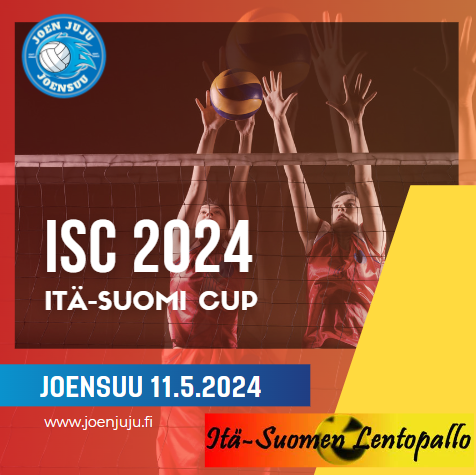 JOEN JUJU
JOENSUU
ISC 2024
ITÄ-SUOMI CUP
JOENSUU 11.5.2024
www.joenjuju.fi
Itä-Suomen Lentopallo